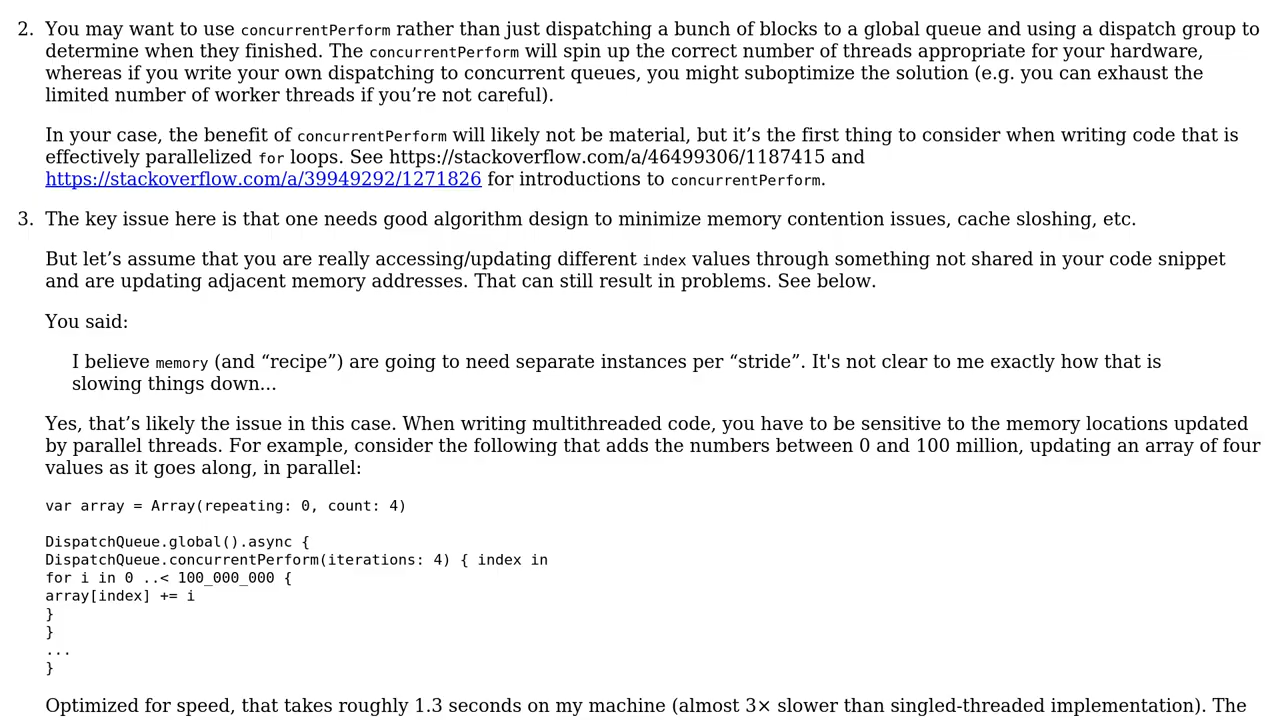 2. You may want to use concurrentPerform rather than just dispatching a bunch of blocks to a global queue and using a dispatch group to
determine when they finished. The concurrentPerform will spin up the correct number of threads appropriate for your hardware,
whereas if you write your own dispatching to concurrent queues, you might suboptimize the solution (e.g. you can exhaust the
limited number of worker threads if you’re not careful).
In your case, the benefit of concurrentPerform will likely not be material, but it’s the first thing to consider when writing code that is
effectively parallelized for loops. See https://stackoverflow.com/a/46499306/1187415 and
https://stackoverflow.com/a/39949292/1271826 for introductions to concurrentPerform.
3. The key issue here is that one needs good algorithm design to minimize memory contention issues, cache sloshing, etc.
But let’s assume that you are really accessing/updating different index values through something not shared in your code snippet
and are updating adjacent memory addresses. That can still result in problems. See below.
You said:
I believe memory (and “recipe”) are going to need separate instances per “stride”. It's not clear to me exactly how that is
slowing things down...
Yes, that’s likely the issue in this case. When writing multithreaded code, you have to be sensitive to the memory locations updated
by parallel threads. For example, consider the following that adds the numbers between 0 and 100 million, updating an array of four
values as it goes along, in parallel:
var array = Array(repeating: 0, count: 4)
DispatchQueue.global().async {
DispatchQueue.concurrentPerform(iterations: 4) { index in
for i in 0 ..< 100_000_000 {
array[index] += i
}
}
...
}
Optimized for speed, that takes roughly 1.3 seconds on my machine (almost 3× slower than singled-threaded implementation). The